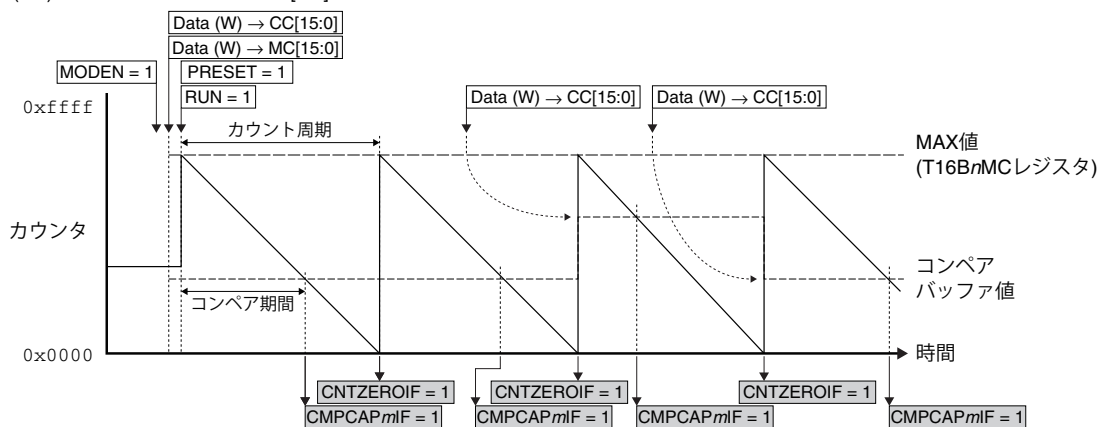 Data (W) → CC[15:0]
Data (W) → MC[15:0]
MODEN = 1
PRESET = 1
RUN = 1
Data (W) → CC[15:0]
Data (W) → CC[15:0]
0xffff
カウント周期
MAX値
(T16BnMCレジスタ)
カウンタ
コンペア期間
コンペア
バッファ値
0x0000
時間
CNTZEROIF = 1
CNTZEROIF = 1
CNTZEROIF = 1
CMPCAPmIF = 1
CMPCAPmIF = 1
CMPCAPmIF = 1
CMPCAPmIF = 1